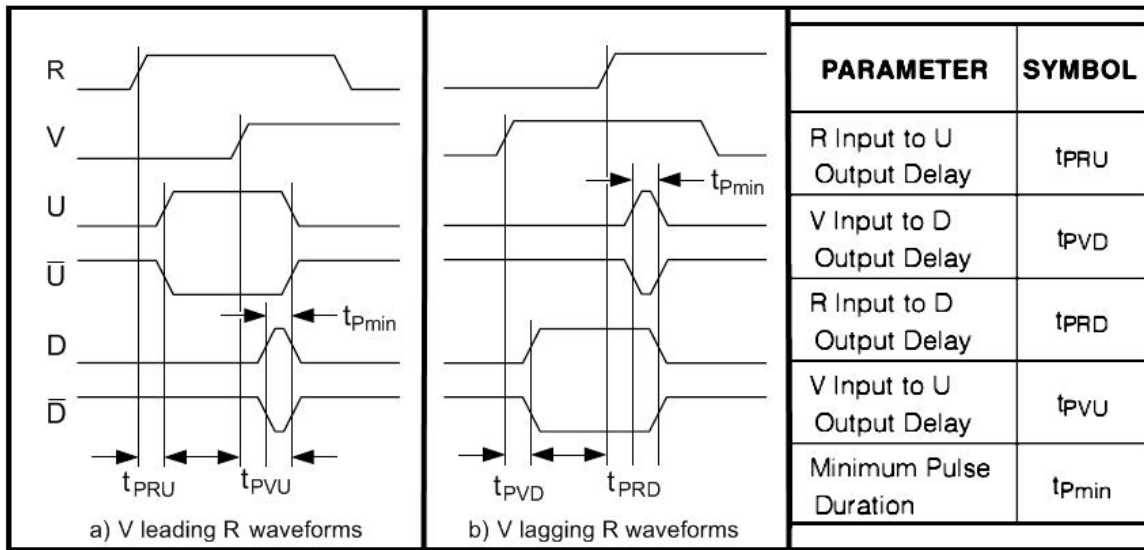 R
V
U
U̅
D
D̅
tPmin
tPRU
tPVU
a) V leading R waveforms
tPmin
tPVD
tPRD
b) V lagging R waveforms
PARAMETER SYMBOL
R Input to U
Output Delay
tPRU
V Input to D
Output Delay
tPVD
R Input to D
Output Delay
tPRD
V Input to U
Output Delay
tPVU
Minimum Pulse
Duration
tPmin